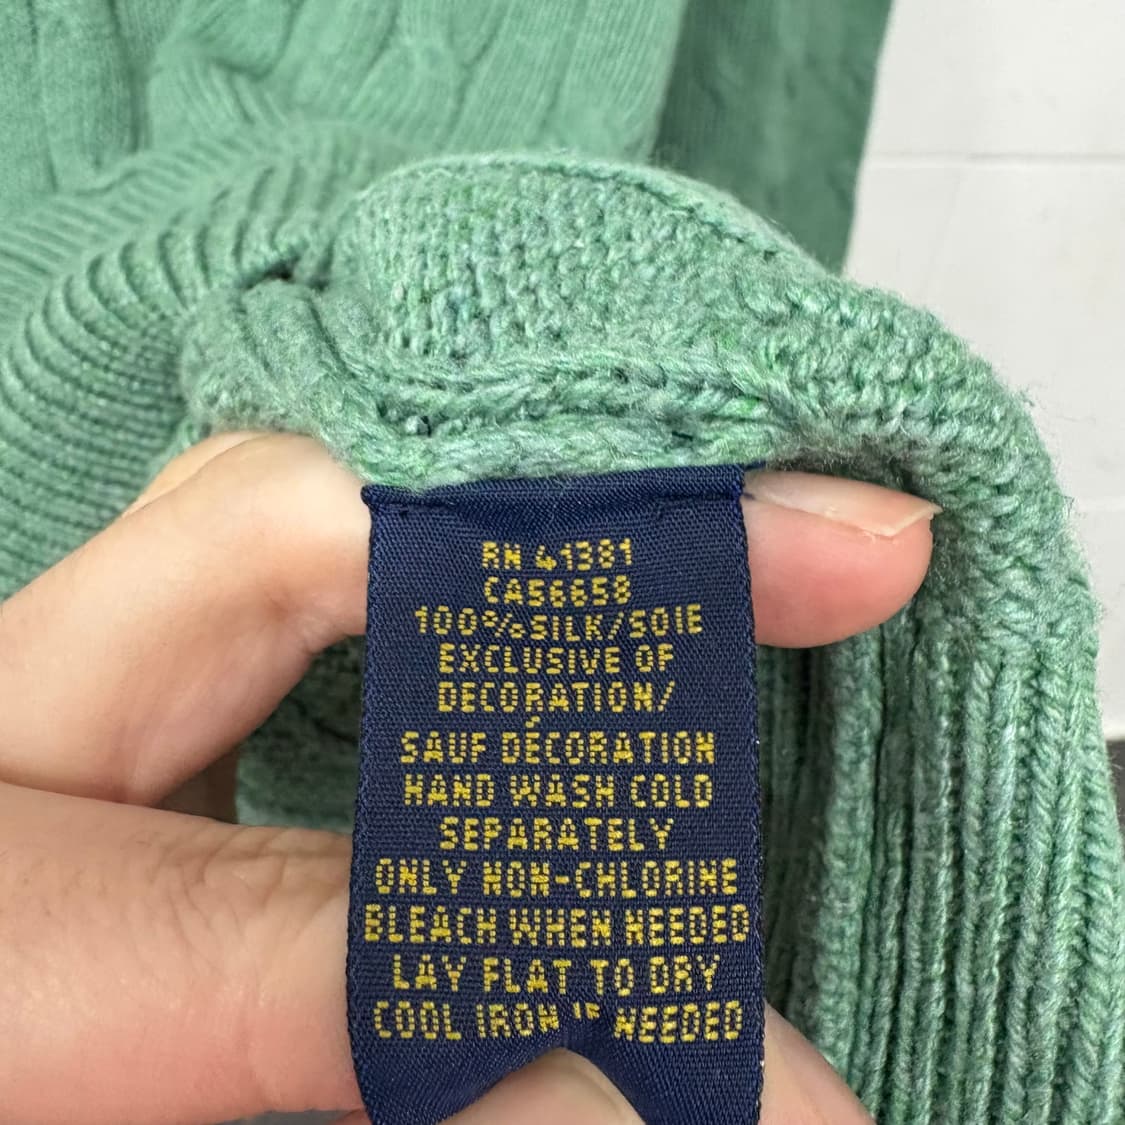 RN 41381
CA56658
100%SILK/SOIE
EXCLUSIVE OF
DECORATION/
SAUF DÉCORATION
HAND WASH COLD
SEPARATELY
ONLY NON-CHLORINE
BLEACH WHEN NEEDED
LAY FLAT TO DRY
COOL IRON IF NEEDED